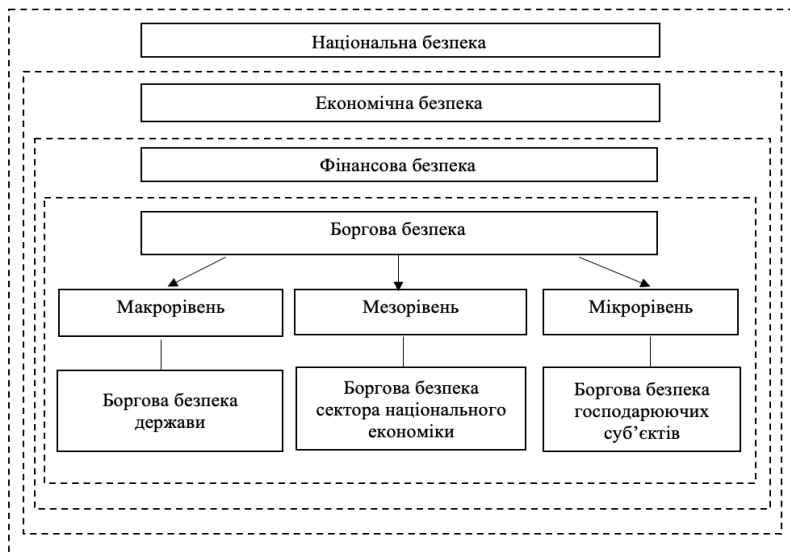 Національна безпека
Економічна безпека
Фінансова безпека
Боргова безпека
Макрорівень
Мезорівень
Мікрорівень
Боргова безпека
держави
Боргова безпека
сектора національного
економіки
Боргова безпека
господарюючих
суб’єктів